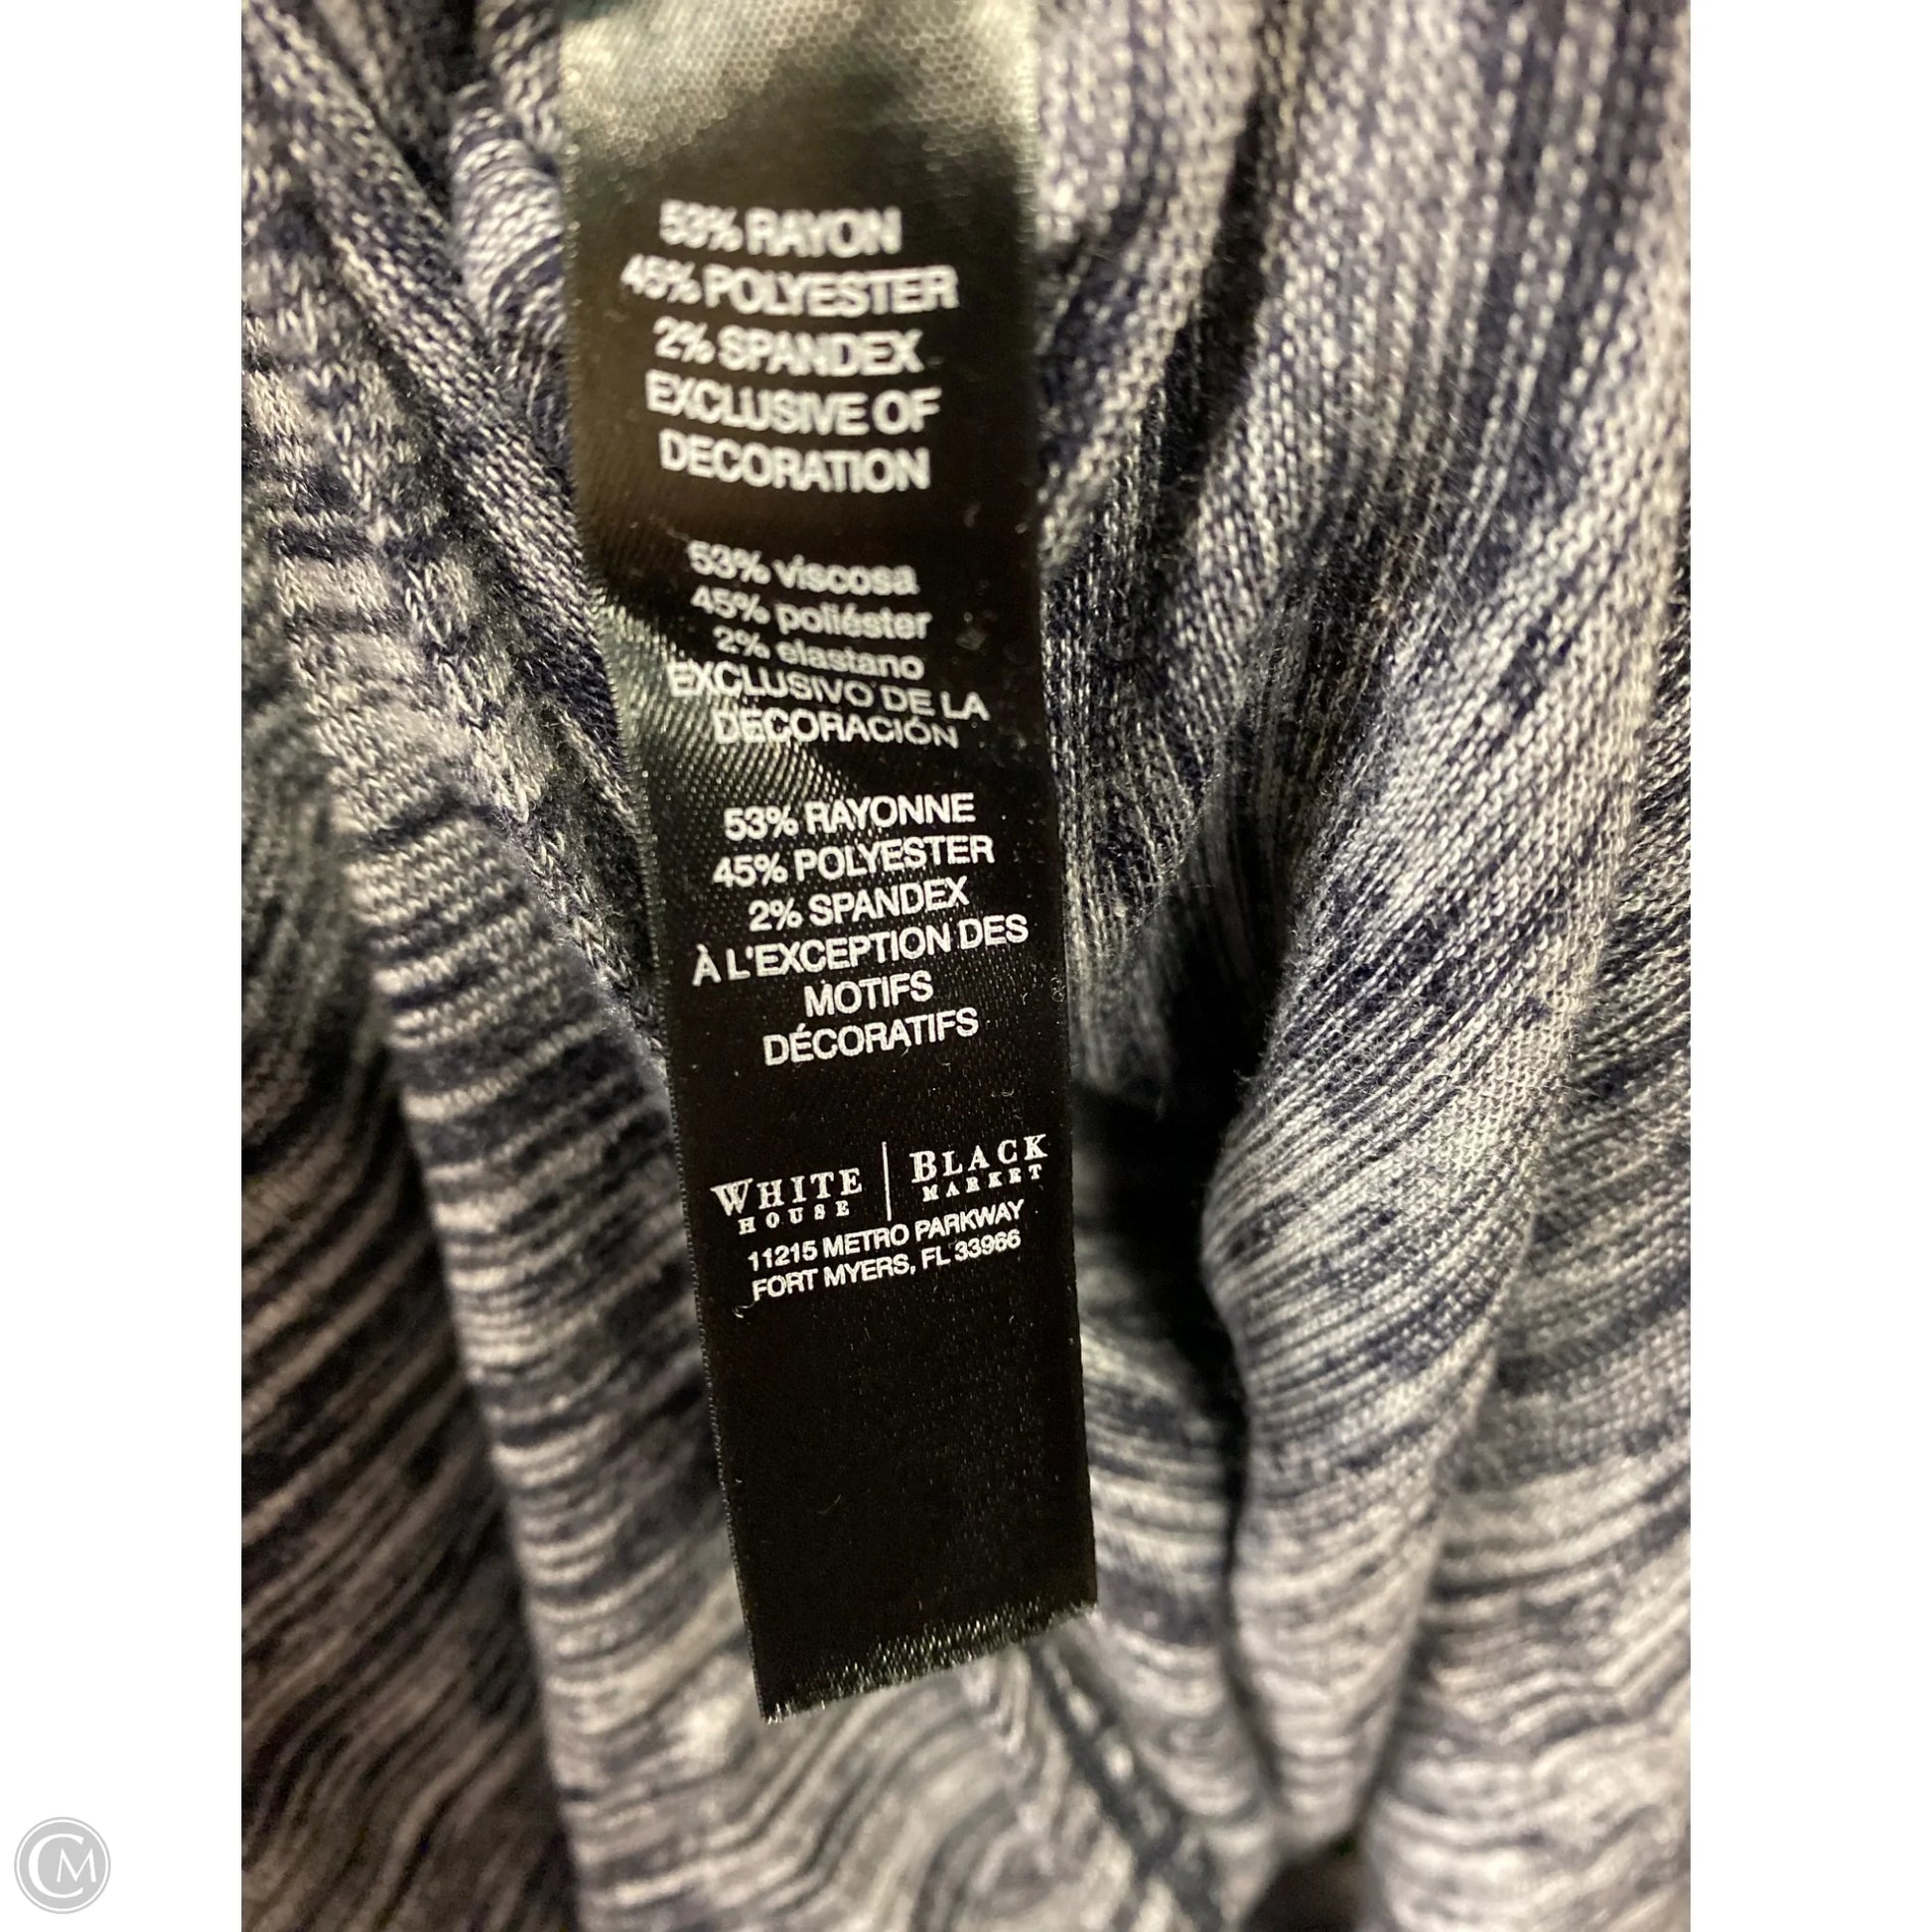 53% RAYON
45% POLYESTER
2% SPANDEX
EXCLUSIVE OF
DECORATION
53% viscosa
45% poliéster
2% elastano
EXCLUSIVO DE LA
DECORACIÓN
53% RAYONNE
45% POLYESTER
2% SPANDEX
À L'EXCEPTION DES
MOTIFS
DÉCORATIFS
WHITE HOUSE | BLACK MARKET
11215 METRO PARKWAY
FORT MYERS, FL 33966
CM